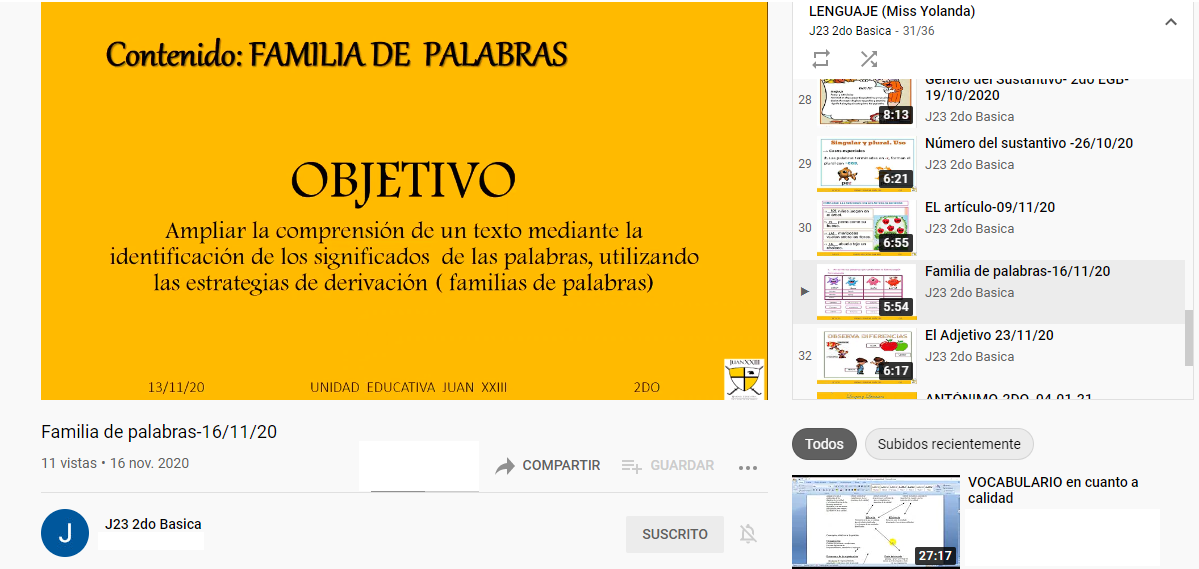 Contenido: FAMILIA DE PALABRAS
OBJETIVO
Ampliar la comprensión de un texto mediante la
identificación de los significados de las palabras, utilizando
las estrategias de derivación ( familias de palabras)
13/11/20 UNIDAD EDUCATIVA JUAN XXIII 2DO
JUAN XXIII
Familia de palabras-16/11/20
11 vistas • 16 nov. 2020
COMPARTIR
GUARDAR
J
J23 2do Basica
SUSCRITO
LENGUAJE (Miss Yolanda)
J23 2do Basica - 31/36
28
8:13
Género del Sustantivo- 2do EGB-
19/10/2020
J23 2do Basica
29
Singular y plural. Uso
6:21
Número del sustantivo -26/10/20
J23 2do Basica
30
6:55
EL artículo-09/11/20
J23 2do Basica
5:54
Familia de palabras-16/11/20
J23 2do Basica
32
OBSERVA DIFERENCIAS
6:17
El Adjetivo 23/11/20
J23 2do Basica
ANTÓNIMO 2DO 04-01-21
Todos
Subidos recientemente
27:17
VOCABULARIO en cuanto a
calidad